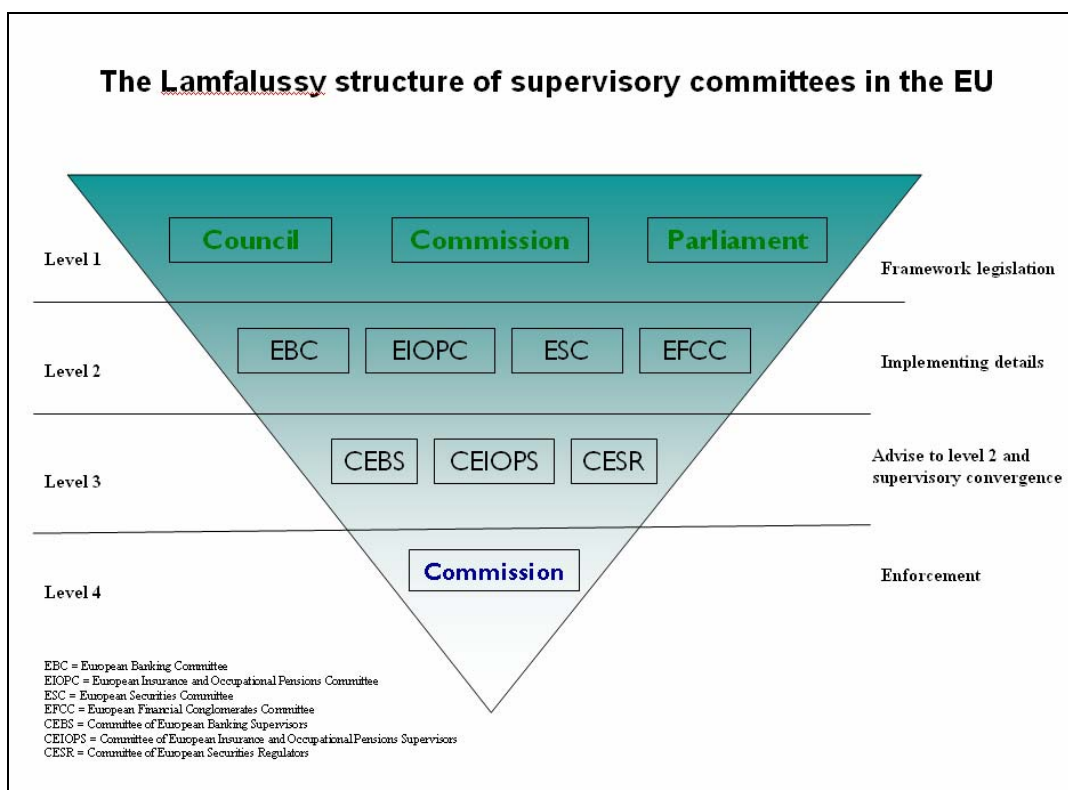 The Lamfalussy structure of supervisory committees in the EU
Council Commission Parliament
Level 1
Framework legislation
EBC EIOPC ESC EFCC
Level 2
Implementing details
CEBS CEIOPS CESR
Level 3
Advise to level 2 and
supervisory convergence
Commission
Level 4
Enforcement
EBC = European Banking Committee
EIOPC = European Insurance and Occupational Pensions Committee
ESC = European Securities Committee
EFCC = European Financial Conglomerates Committee
CEBS = Committee of European Banking Supervisors
CEIOPS = Committee of European Insurance and Occupational Pensions Supervisors
CESR = Committee of European Securities Regulators